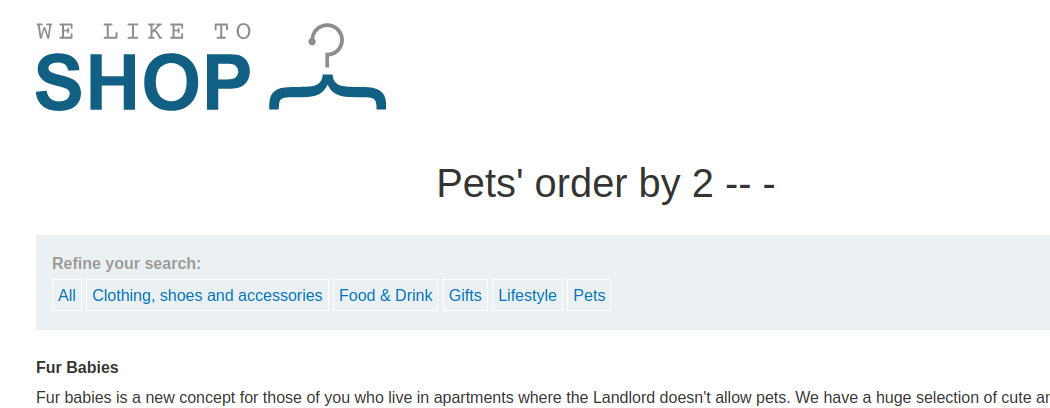 WE LIKE TO
SHOP
Pets' order by 2 -- -
Refine your search:
All Clothing, shoes and accessories Food & Drink Gifts Lifestyle Pets
Fur Babies
Fur babies is a new concept for those of you who live in apartments where the Landlord doesn't allow pets. We have a huge selection of cute